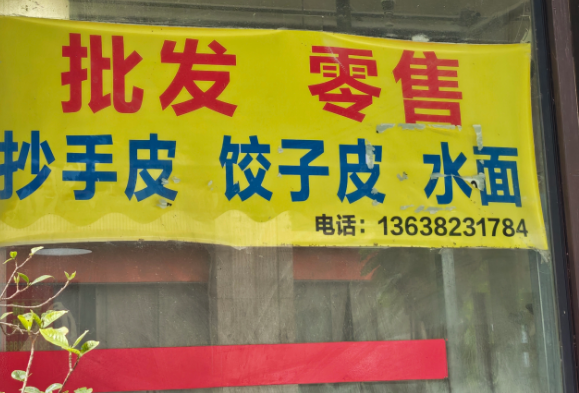 批发 零售
抄手皮 饺子皮 水面
电话：13638231784